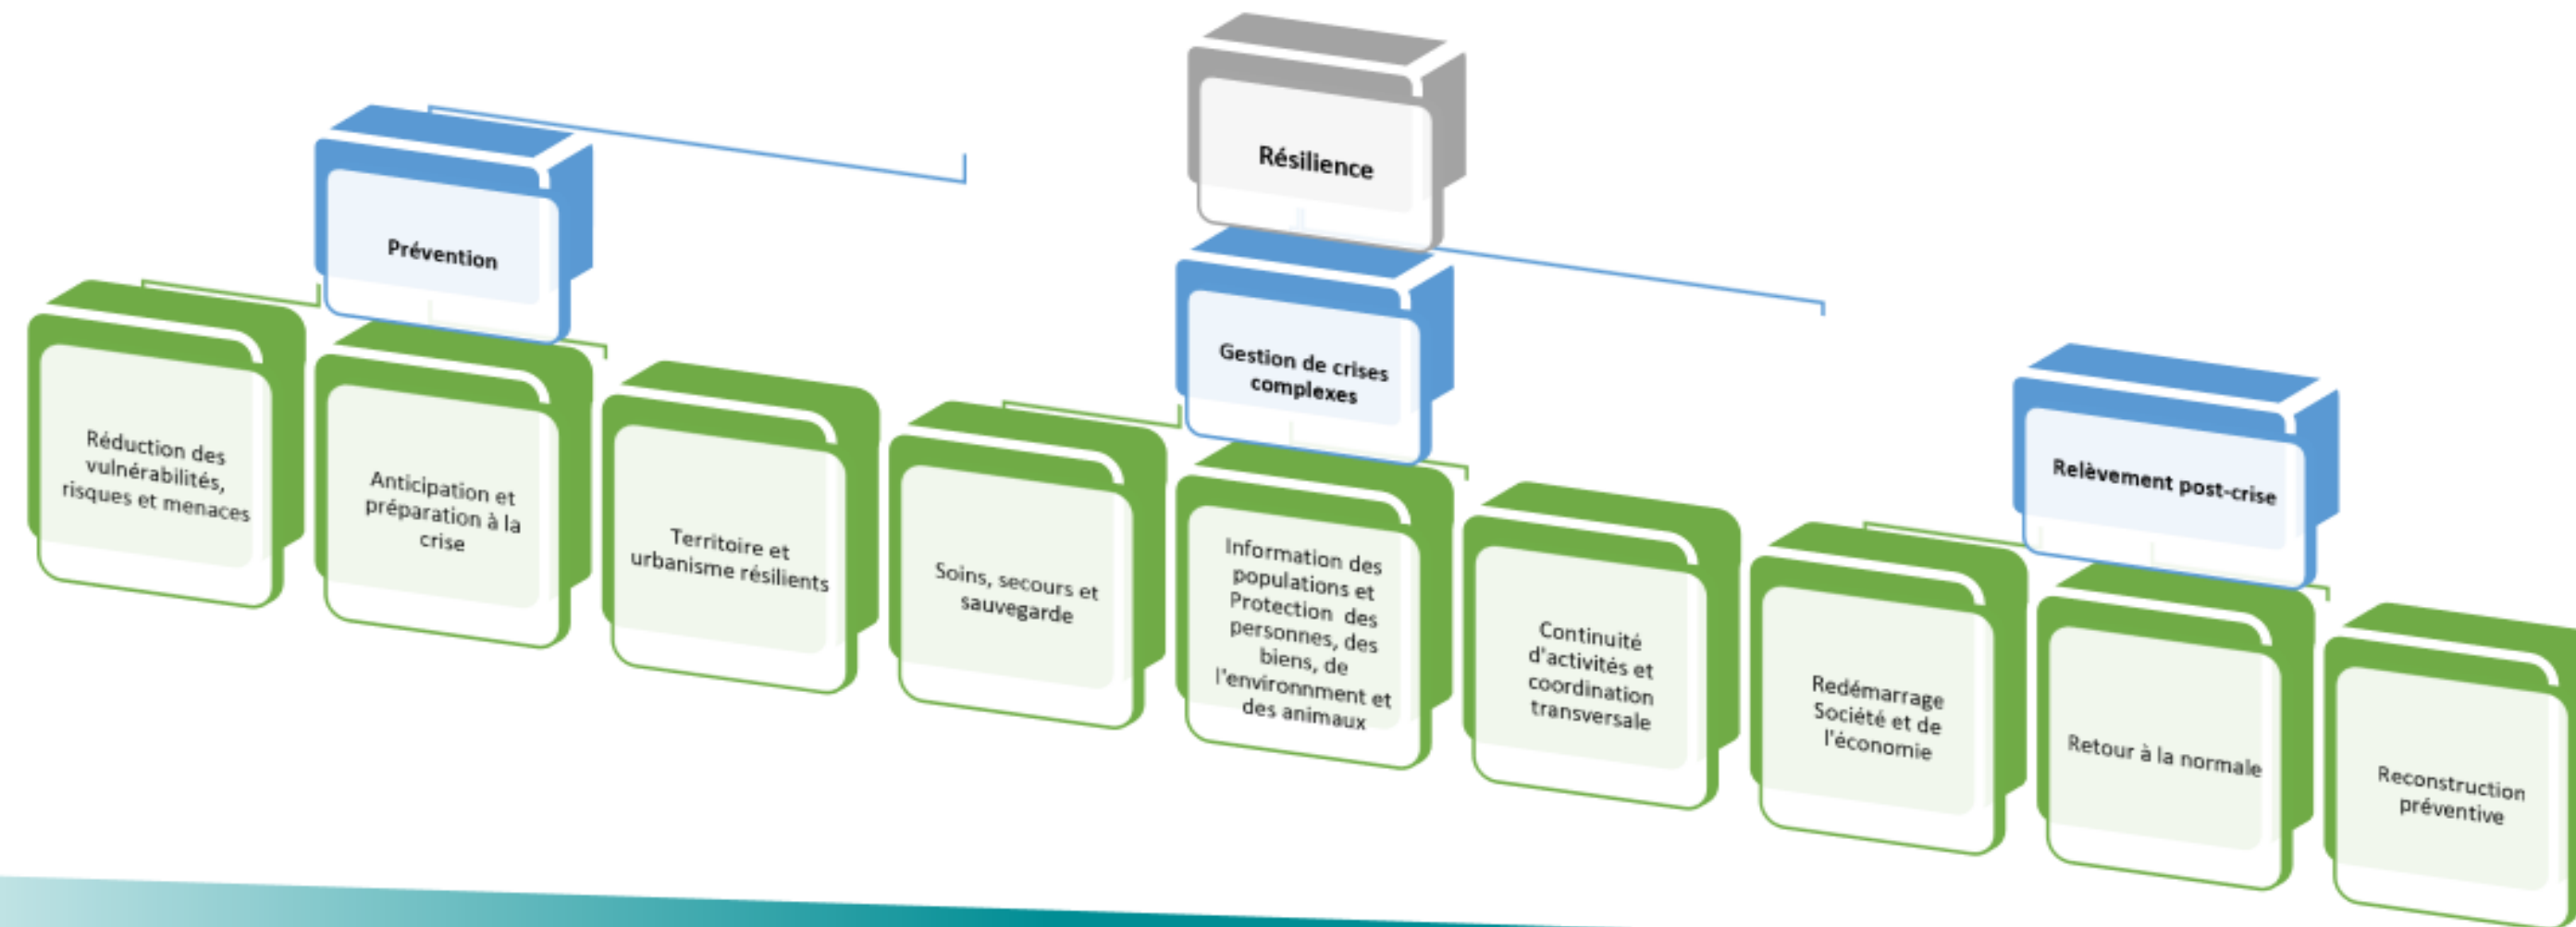 Résilience
Prévention
Gestion de crises
complexes
Relèvement post-crise
Réduction des
vulnérabilités,
risques et menaces
Anticipation et
préparation à la
crise
Territoire et
urbanisme résilients
Soins, secours et
sauvegarde
Information des
populations et
Protection des
personnes, des
biens, de
l'environnment et
des animaux
Continuité
d'activités et
coordination
transversale
Redémarrage
Société et de
l'économie
Retour à la normale
Reconstruction
préventive